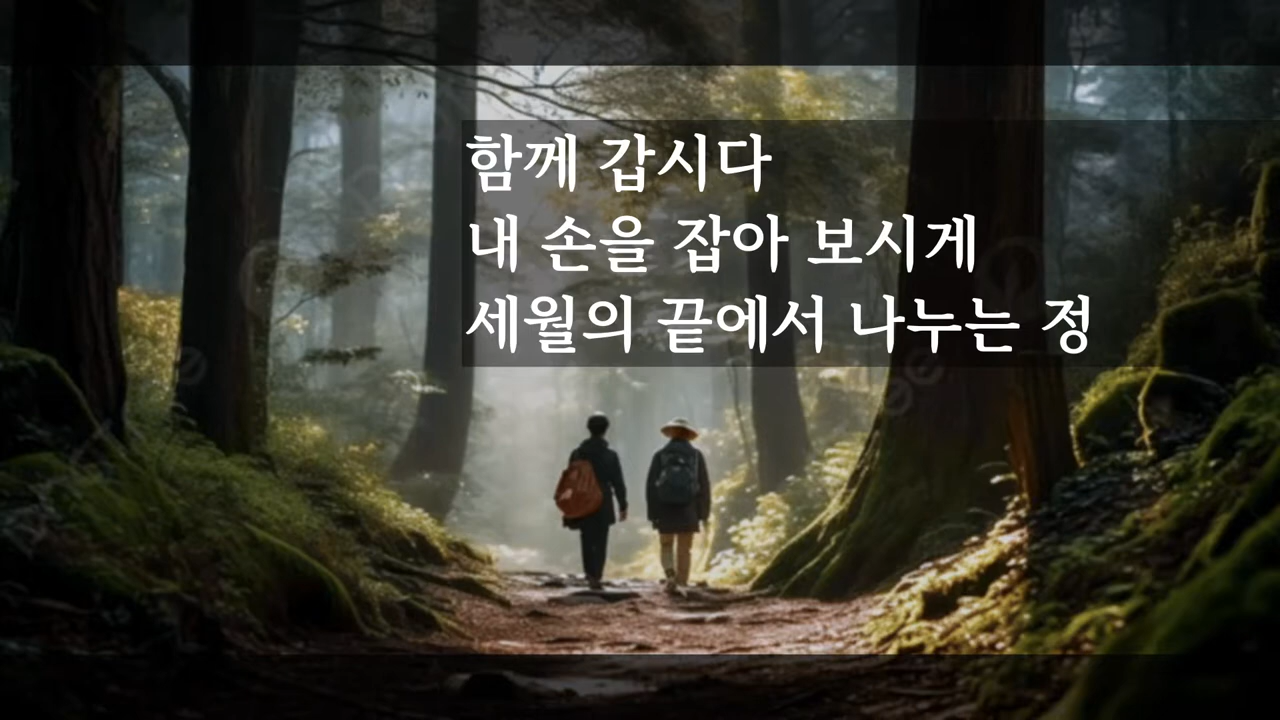 함께 갑시다
내 손을 잡아 보시게
세월의 끝에서 나누는 정